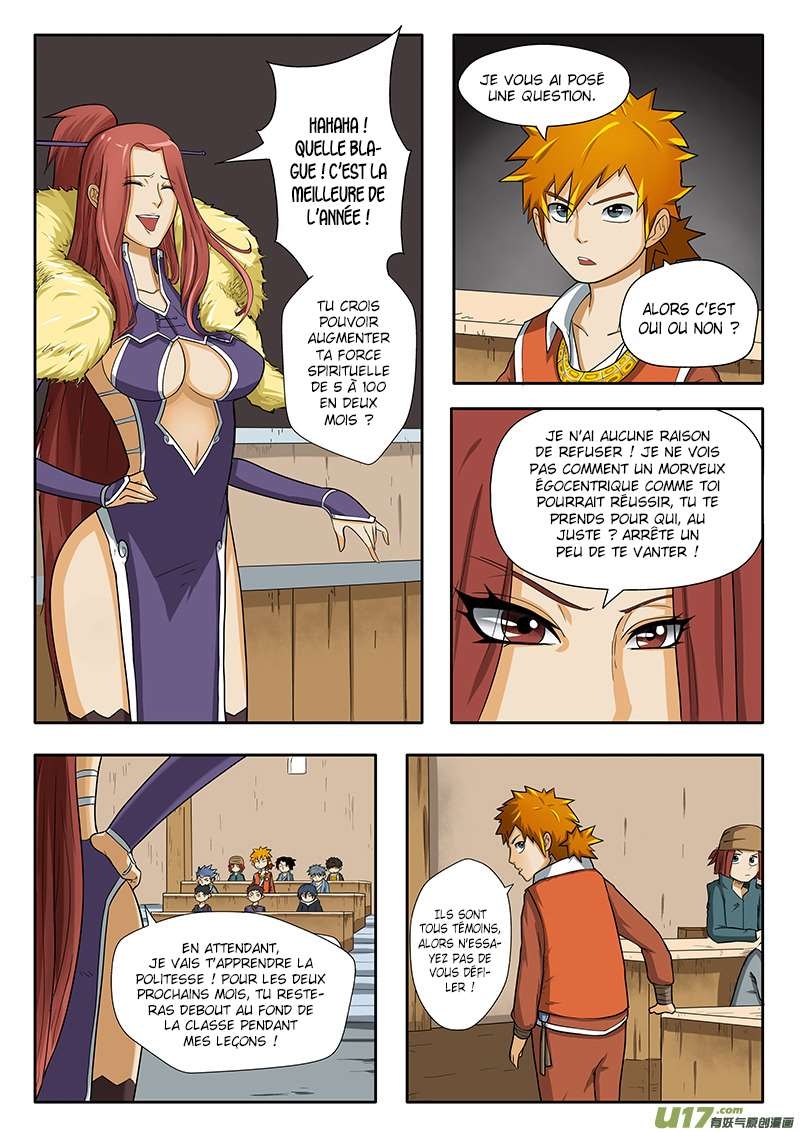 HAHAHA !
QUELLE BLA-
GUE ! C'EST LA
MEILLEURE DE
L'ANNÉE !
TU CROIS
POUVOIR
AUGMENTER
TA FORCE
SPIRITUELLE
DE 5 À 100
EN DEUX
MOIS ?
JE VOUS AI POSÉ
UNE QUESTION.
ALORS C'EST
OUI OU NON ?
JE N'AI AUCUNE RAISON
DE REFUSER ! JE NE VOIS
PAS COMMENT UN MORVEUX
ÉGOCENTRIQUE COMME TOI
POURRAIT RÉUSSIR, TU TE
PRENDS POUR QUI, AU
JUSTE ? ARRÊTE UN
PEU DE TE VANTER !
EN ATTENDANT,
JE VAIS T'APPRENDRE LA
POLITESSE ! POUR LES DEUX
PROCHAINS MOIS, TU RESTE-
RAS DEBOUT AU FOND DE
LA CLASSE PENDANT
MES LEÇONS !
ILS SONT
TOUS TÉMOINS,
ALORS N'ESSA-
YEZ PAS DE
VOUS DÉFI-
LER !
U17.com
有妖气原创漫画